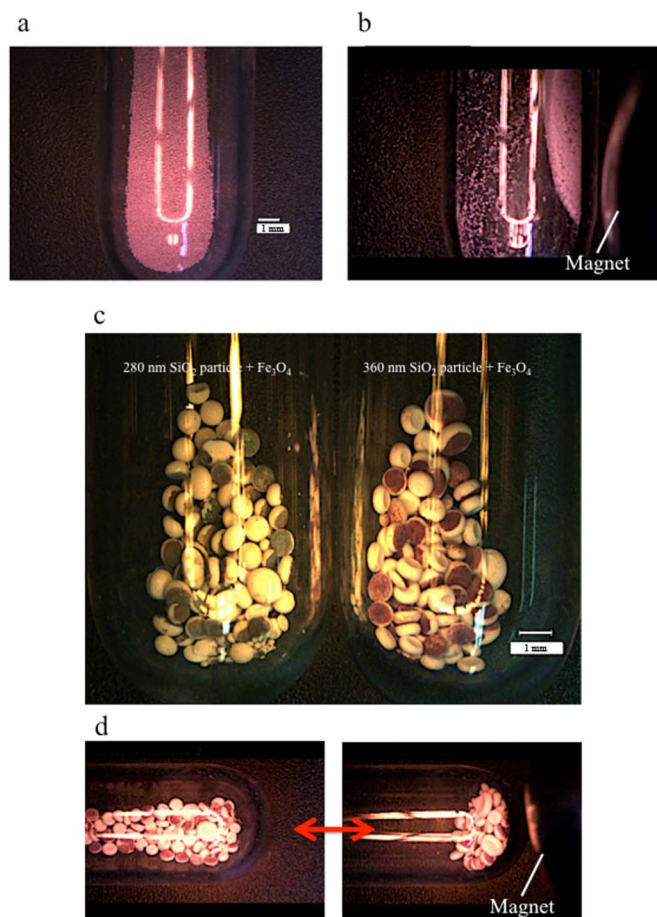 a
b
1 mm
Magnet
c
280 nm SiO₂ particle + Fe₃O₄
360 nm SiO₂ particle + Fe₃O₄
1 mm
d
Magnet